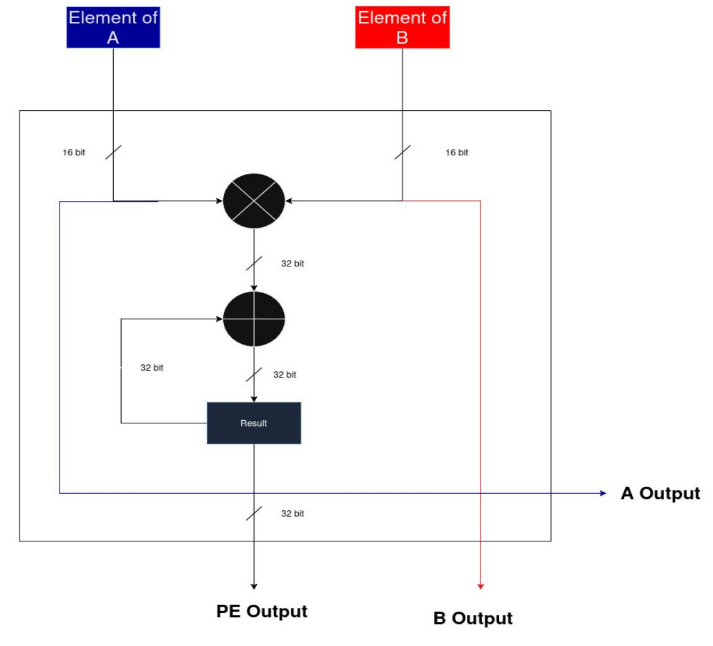 Element of
A
Element of
B
16 bit
16 bit
32 bit
32 bit
32 bit
Result
A Output
32 bit
PE Output
B Output